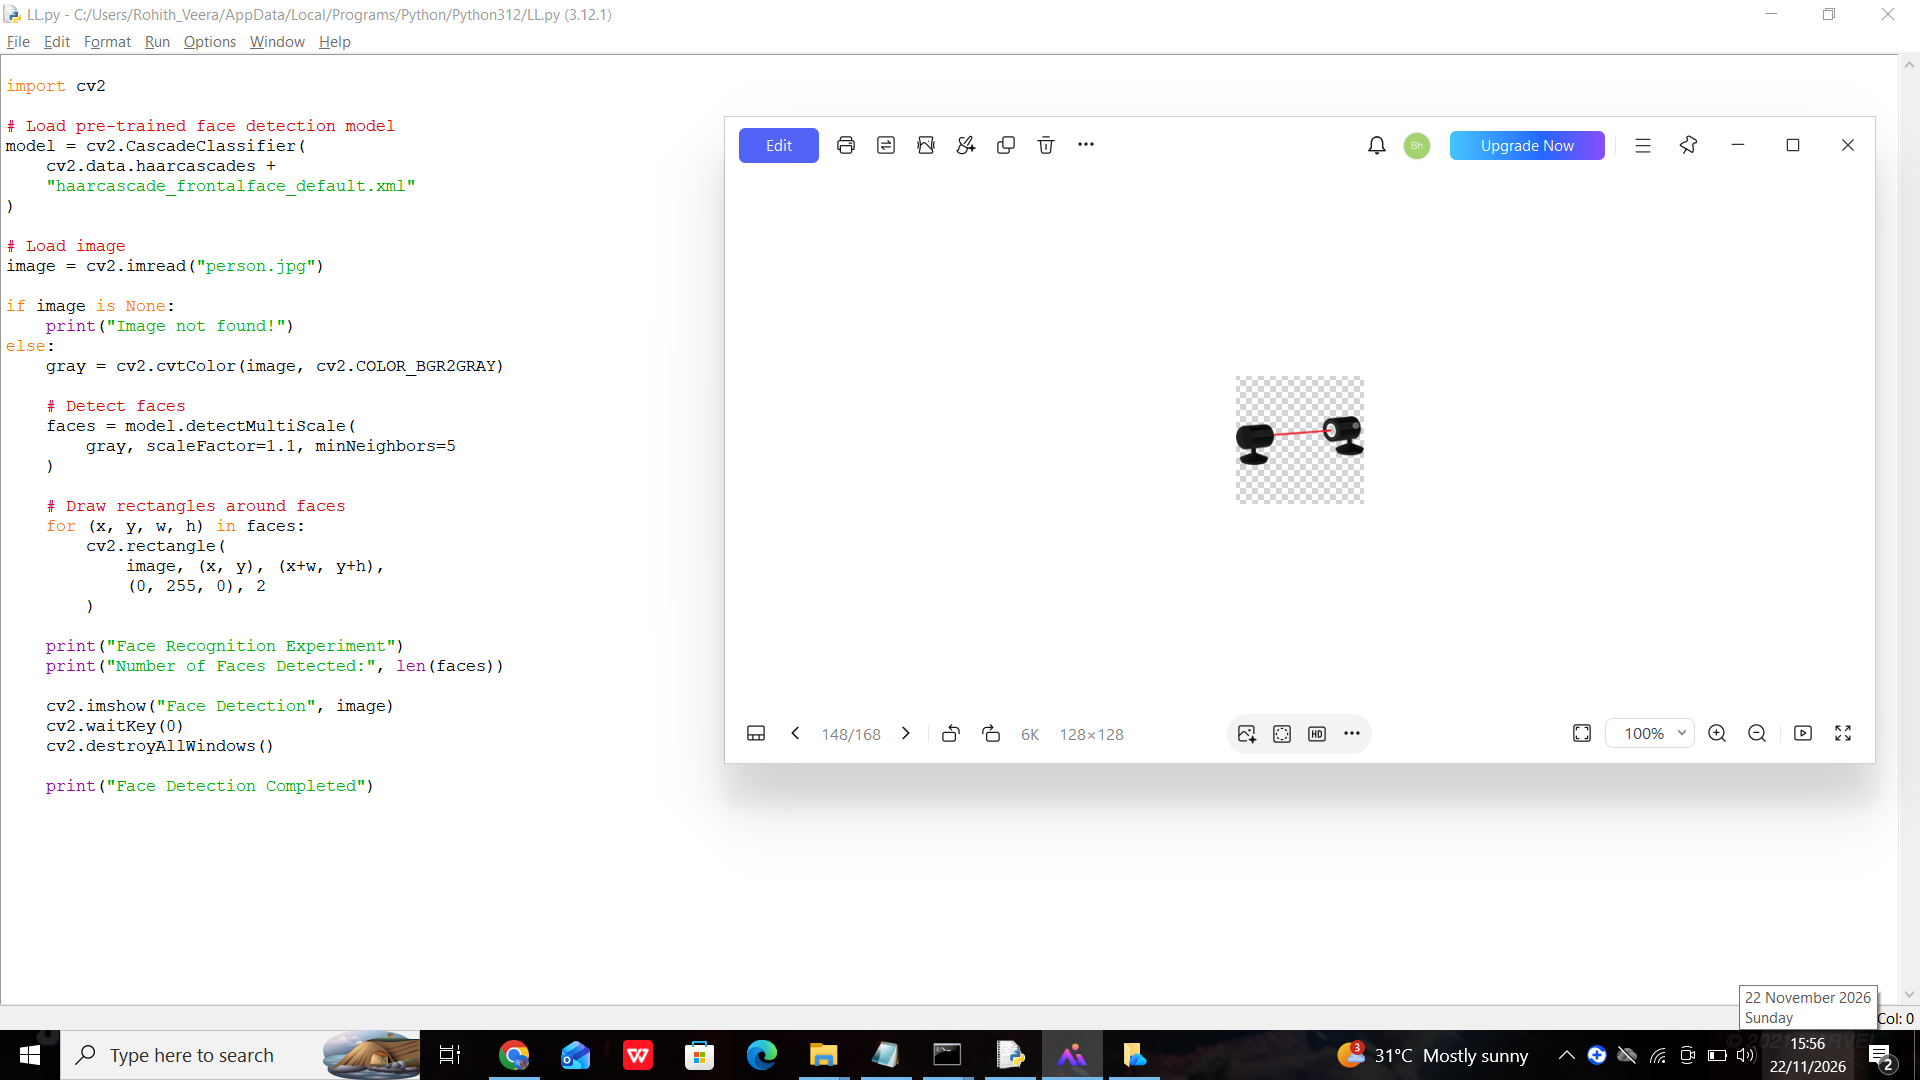 LL.py - C:/Users/Rohith_Veera/AppData/Local/Programs/Python/Python312/LL.py (3.12.1)
File Edit Format Run Options Window Help
import cv2
# Load pre-trained face detection model
model = cv2.CascadeClassifier(
    cv2.data.haarcascades +
    "haarcascade_frontalface_default.xml"
)
# Load image
image = cv2.imread("person.jpg")
if image is None:
    print("Image not found!")
else:
    gray = cv2.cvtColor(image, cv2.COLOR_BGR2GRAY)
    # Detect faces
    faces = model.detectMultiScale(
        gray, scaleFactor=1.1, minNeighbors=5
    )
    # Draw rectangles around faces
    for (x, y, w, h) in faces:
        cv2.rectangle(
            image, (x, y), (x+w, y+h),
            (0, 255, 0), 2
        )
    print("Face Recognition Experiment")
    print("Number of Faces Detected:", len(faces))
    cv2.imshow("Face Detection", image)
    cv2.waitKey(0)
    cv2.destroyAllWindows()
    print("Face Detection Completed")
Edit Bh Upgrade Now
148/168 6K 128×128 HD 100%
22 November 2026
Sunday
Col: 0
Type here to search
W
3
31°C Mostly sunny
15:56
22/11/2026
2